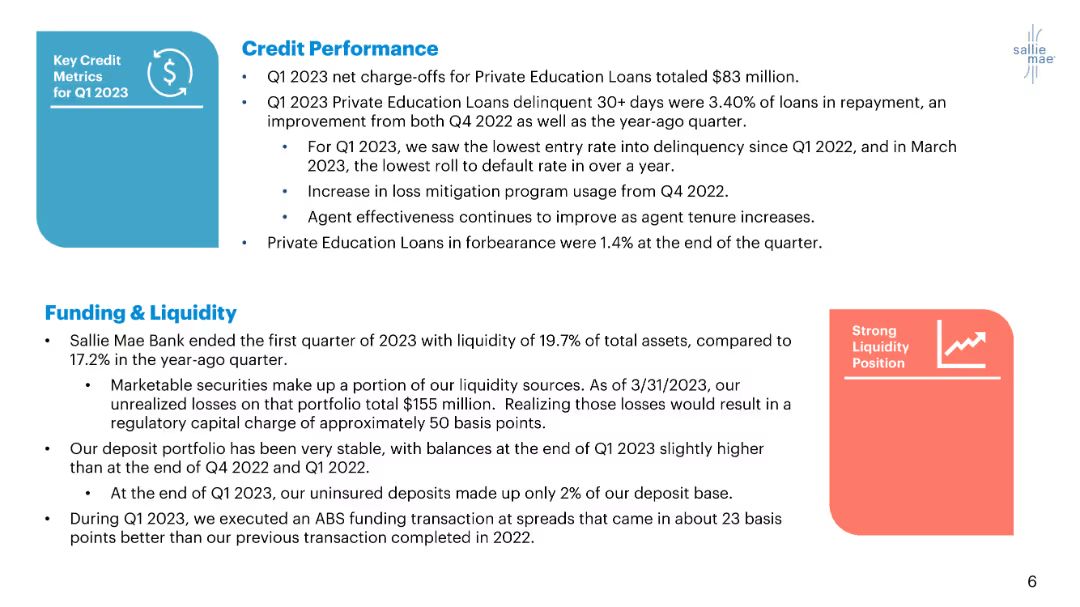 Key Credit
Metrics
for Q1 2023
Credit Performance
sallie
mae
• Q1 2023 net charge-offs for Private Education Loans totaled $83 million.
• Q1 2023 Private Education Loans delinquent 30+ days were 3.40% of loans in repayment, an
improvement from both Q4 2022 as well as the year-ago quarter.
• For Q1 2023, we saw the lowest entry rate into delinquency since Q1 2022, and in March
2023, the lowest roll to default rate in over a year.
• Increase in loss mitigation program usage from Q4 2022.
• Agent effectiveness continues to improve as agent tenure increases.
• Private Education Loans in forbearance were 1.4% at the end of the quarter.
Funding & Liquidity
• Sallie Mae Bank ended the first quarter of 2023 with liquidity of 19.7% of total assets, compared to
17.2% in the year-ago quarter.
• Marketable securities make up a portion of our liquidity sources. As of 3/31/2023, our
unrealized losses on that portfolio total $155 million. Realizing those losses would result in a
regulatory capital charge of approximately 50 basis points.
• Our deposit portfolio has been very stable, with balances at the end of Q1 2023 slightly higher
than at the end of Q4 2022 and Q1 2022.
• At the end of Q1 2023, our uninsured deposits made up only 2% of our deposit base.
• During Q1 2023, we executed an ABS funding transaction at spreads that came in about 23 basis
points better than our previous transaction completed in 2022.
Strong
Liquidity
Position
6